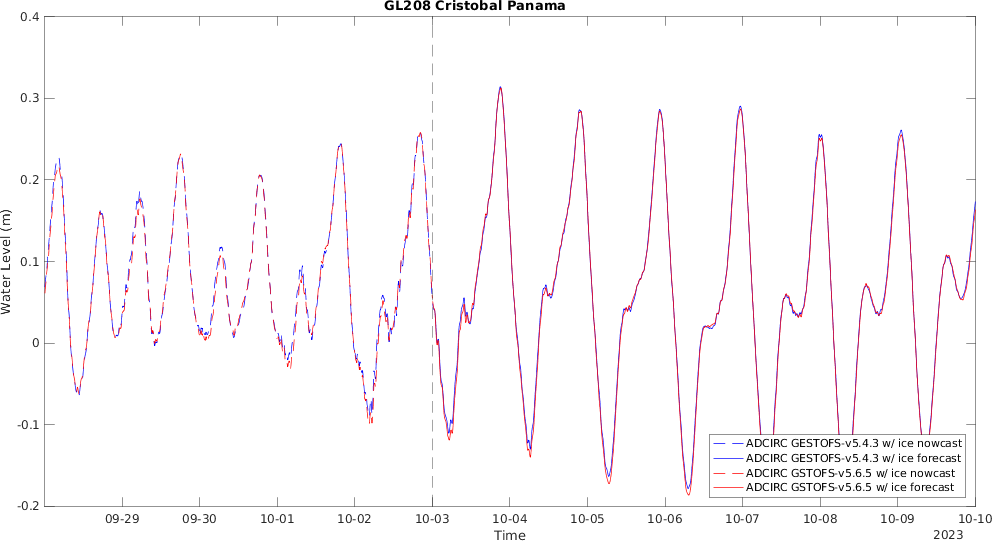 GL208 Cristobal Panama
0.4
0.3
0.2
0.1
0
-0.1
-0.2
Water Level (m)
ADCIRC GESTOFS-v5.4.3 w/ ice nowcast
ADCIRC GESTOFS-v5.4.3 w/ ice forecast
ADCIRC GSTOFS-v5.6.5 w/ ice nowcast
ADCIRC GSTOFS-v5.6.5 w/ ice forecast
09-29 09-30 10-01 10-02 10-03 10-04 10-05 10-06 10-07 10-08 10-09 10-10
Time
2023